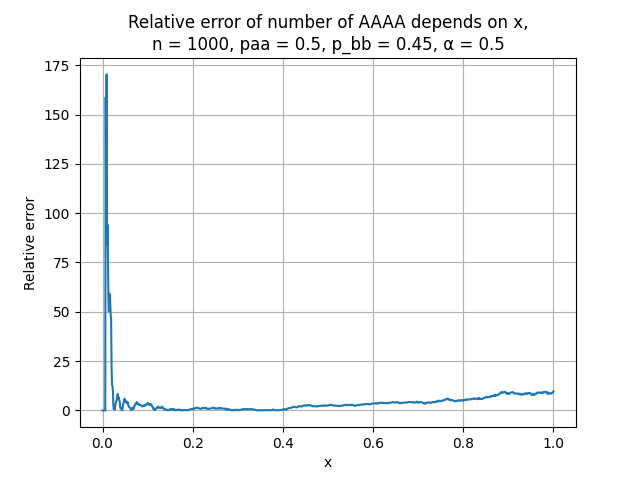 Relative error of number of AAAA depends on x,
n = 1000, paa = 0.5, p_bb = 0.45, α = 0.5
175
150
125
100
75
50
25
0
Relative error
0.0 0.2 0.4 0.6 0.8 1.0
x